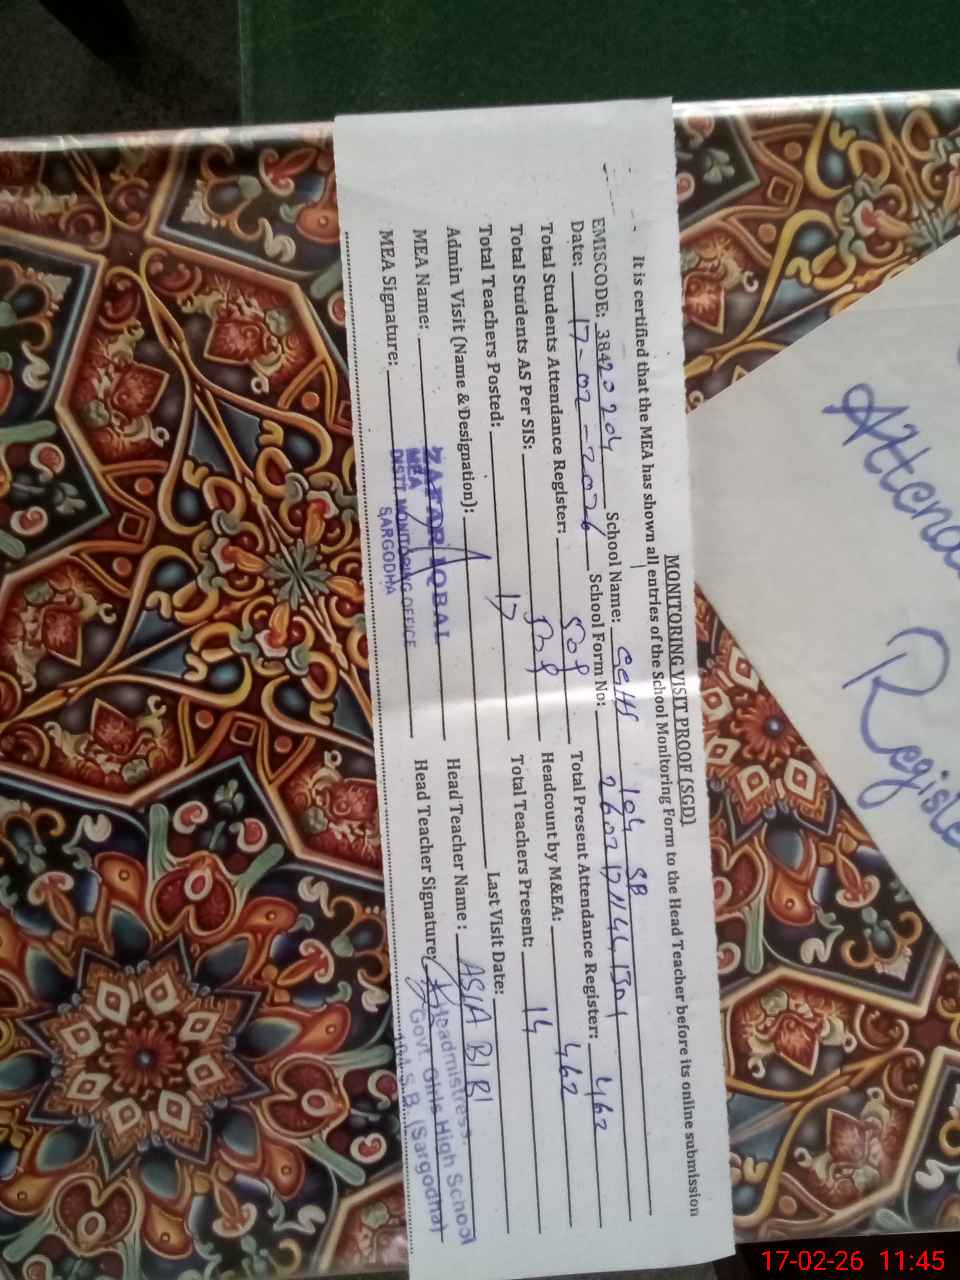 MONITORING VISIT PROOF (SGD)
It is certified that the MEA has shown all entries of the School Monitoring Form to the Head Teacher before its online submission
EMISCODE: 38420204 School Name: GGHS 104 SB
Date: 17-02-2026 School Form No: 26021711441301
Total Students Attendance Register: 508 Total Present Attendance Register: 462
Total Students AS Per SIS: 508 Headcount by M&EA: 462
Total Teachers Posted: 17 Total Teachers Present: 14
Admin Visit (Name & Designation): Last Visit Date:
MEA Name: ZAFAR IQBAL Head Teacher Name : ASIA BIBI
MEA Signature: Head Teacher Signature:
MEA
DISTT. MONITORING OFFICE
SARGODHA
Headmistress
Govt. Girls High School
104 S.B. (Sargodha)
Register
17-02-26 11:45